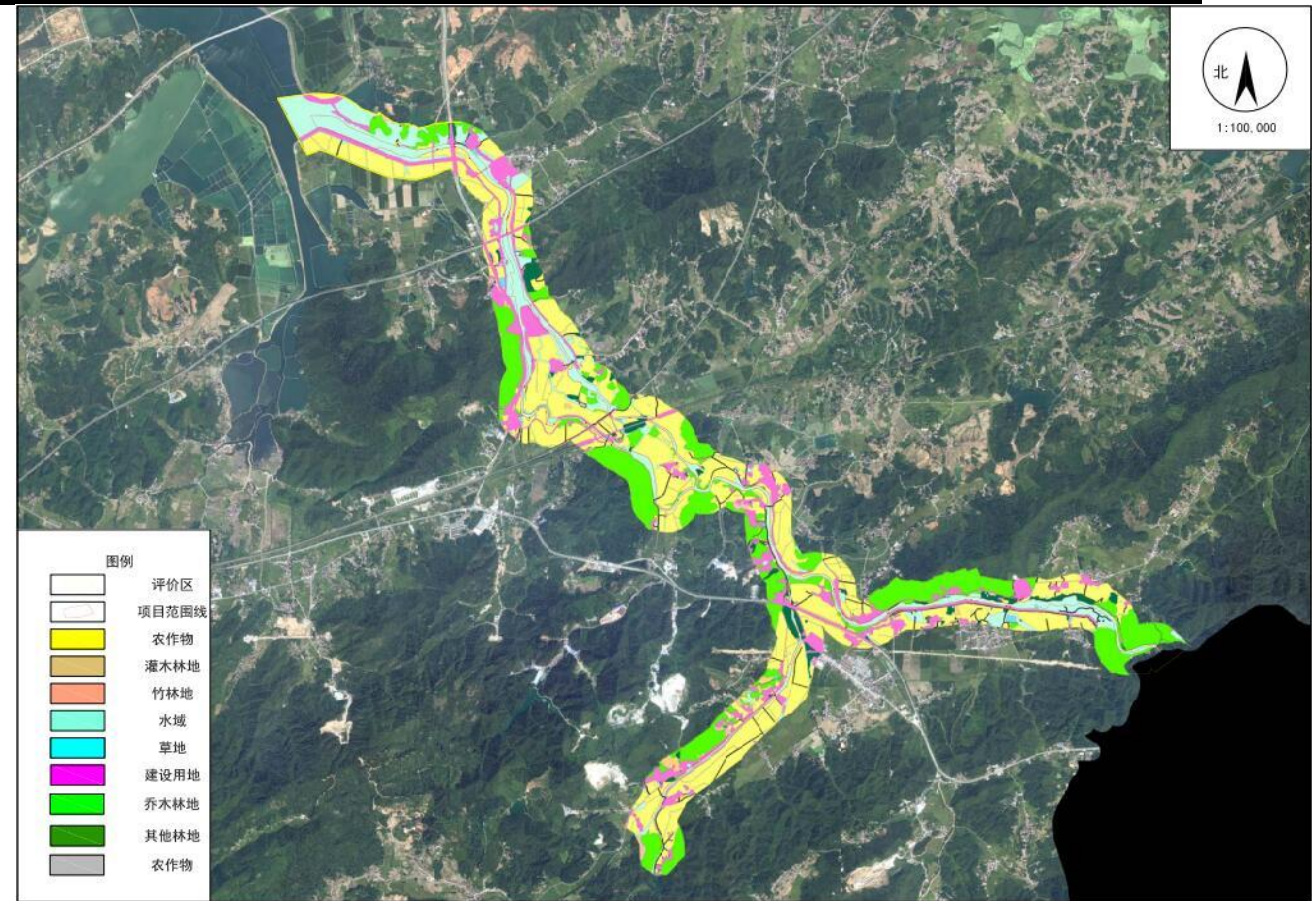 北
1:100,000
图例
评价区
项目范围线
农作物
灌木林地
竹林地
水域
草地
建设用地
乔木林地
其他林地
农作物